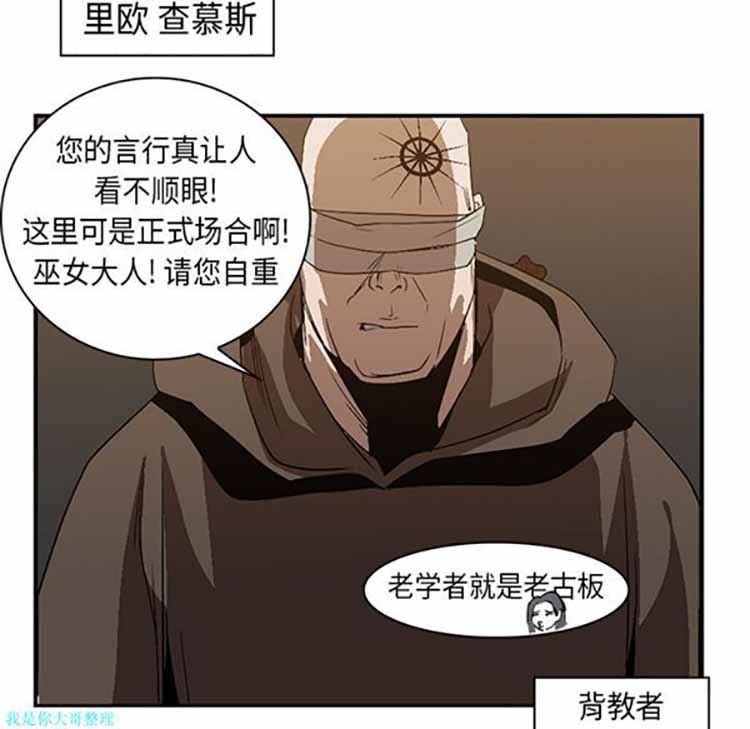 里欧 查慕斯
您的言行真让人
看不顺眼!
这里可是正式场合啊!
巫女大人! 请您自重
老学者就是老古板
背教者
我是你大哥整理